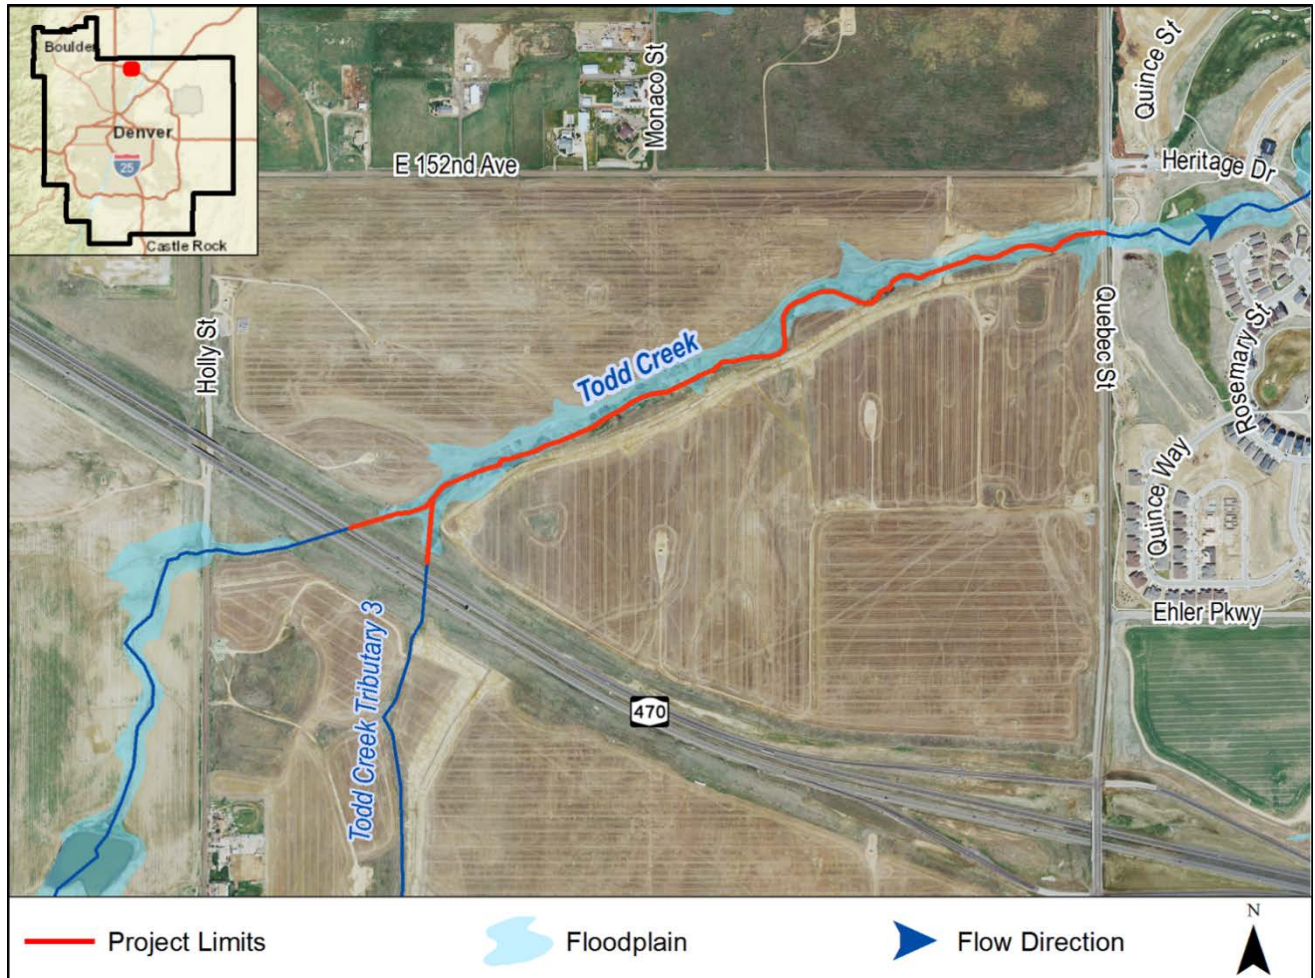 Boulder
Denver
25
Castle Rock
E 152nd Ave
Monaco St
Quince St
Heritage Dr
Holly St
Todd Creek
Quebec St
Rosemary St
Quince Way
Ehler Pkwy
Todd Creek Tributary 3
470
Project Limits
Floodplain
Flow Direction
N